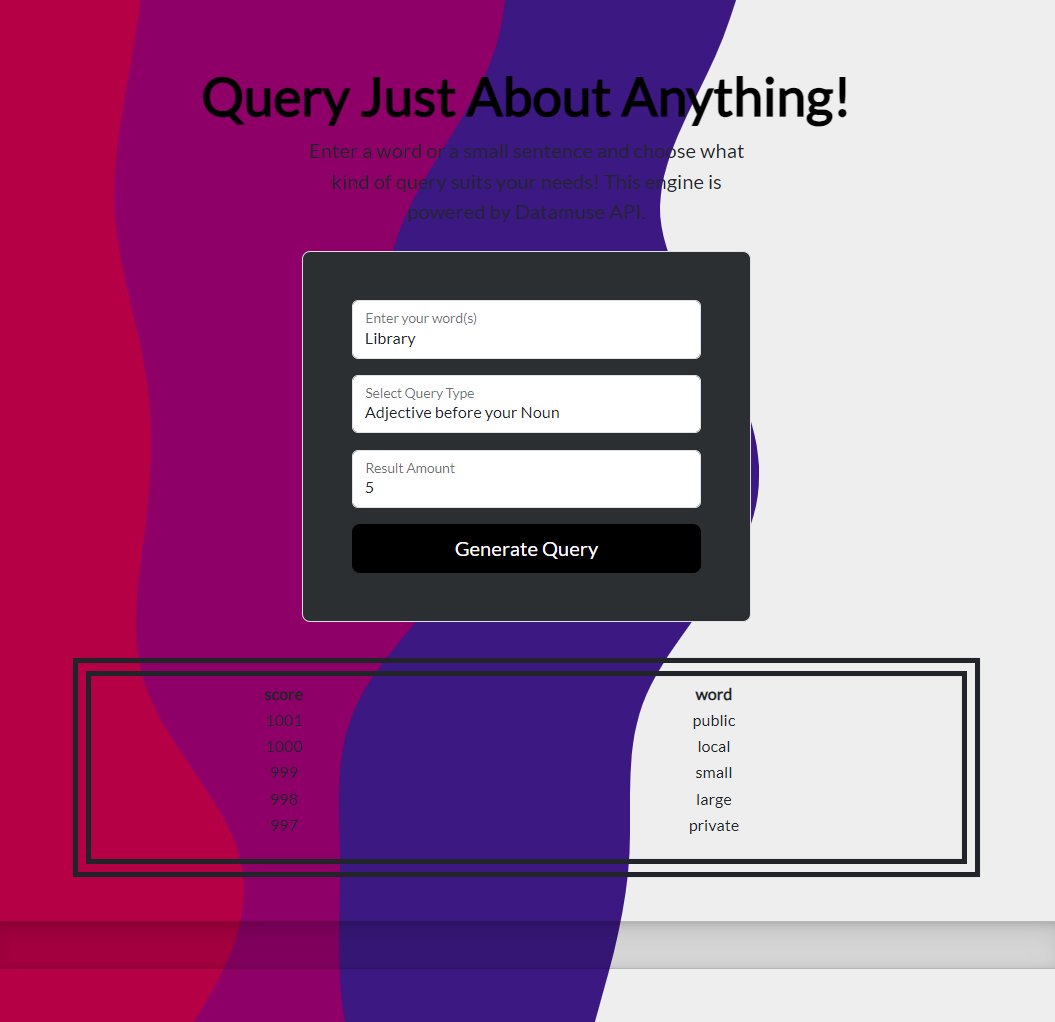 Query Just About Anything!
Enter a word or a small sentence and choose what
kind of query suits your needs! This engine is
powered by Datamuse API.
Enter your word(s)
Library
Select Query Type
Adjective before your Noun
Result Amount
5
Generate Query
score word
1001 public
1000 local
999 small
998 large
997 private